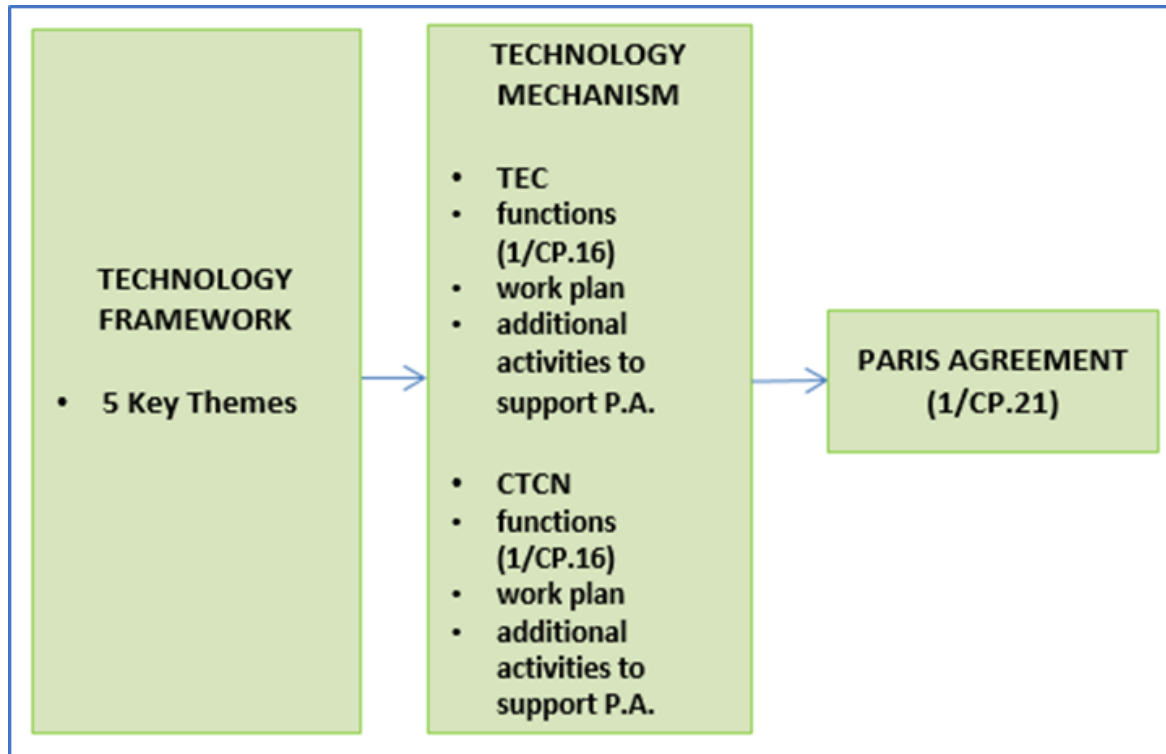 TECHNOLOGY
FRAMEWORK
• 5 Key Themes
TECHNOLOGY
MECHANISM
• TEC
• functions
(1/CP.16)
• work plan
• additional
activities to
support P.A.
• CTCN
• functions
(1/CP.16)
• work plan
• additional
activities to
support P.A.
PARIS AGREEMENT
(1/CP.21)